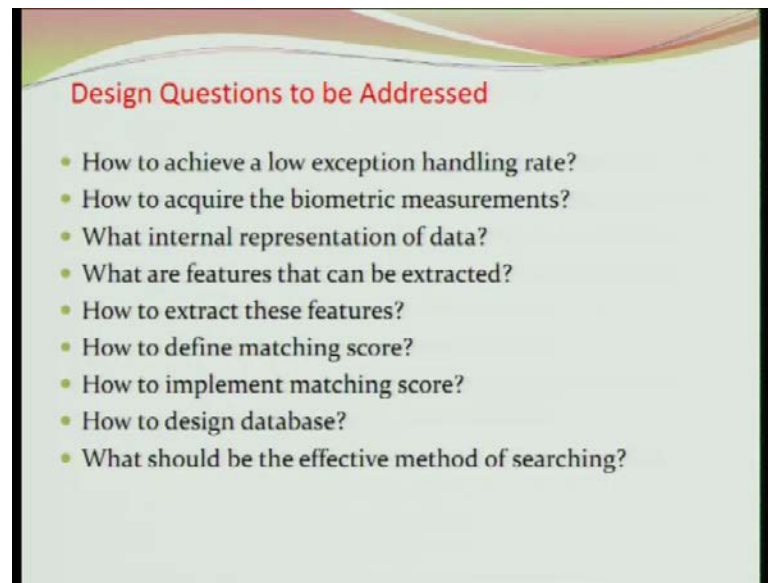 Design Questions to be Addressed
• How to achieve a low exception handling rate?
• How to acquire the biometric measurements?
• What internal representation of data?
• What are features that can be extracted?
• How to extract these features?
• How to define matching score?
• How to implement matching score?
• How to design database?
• What should be the effective method of searching?